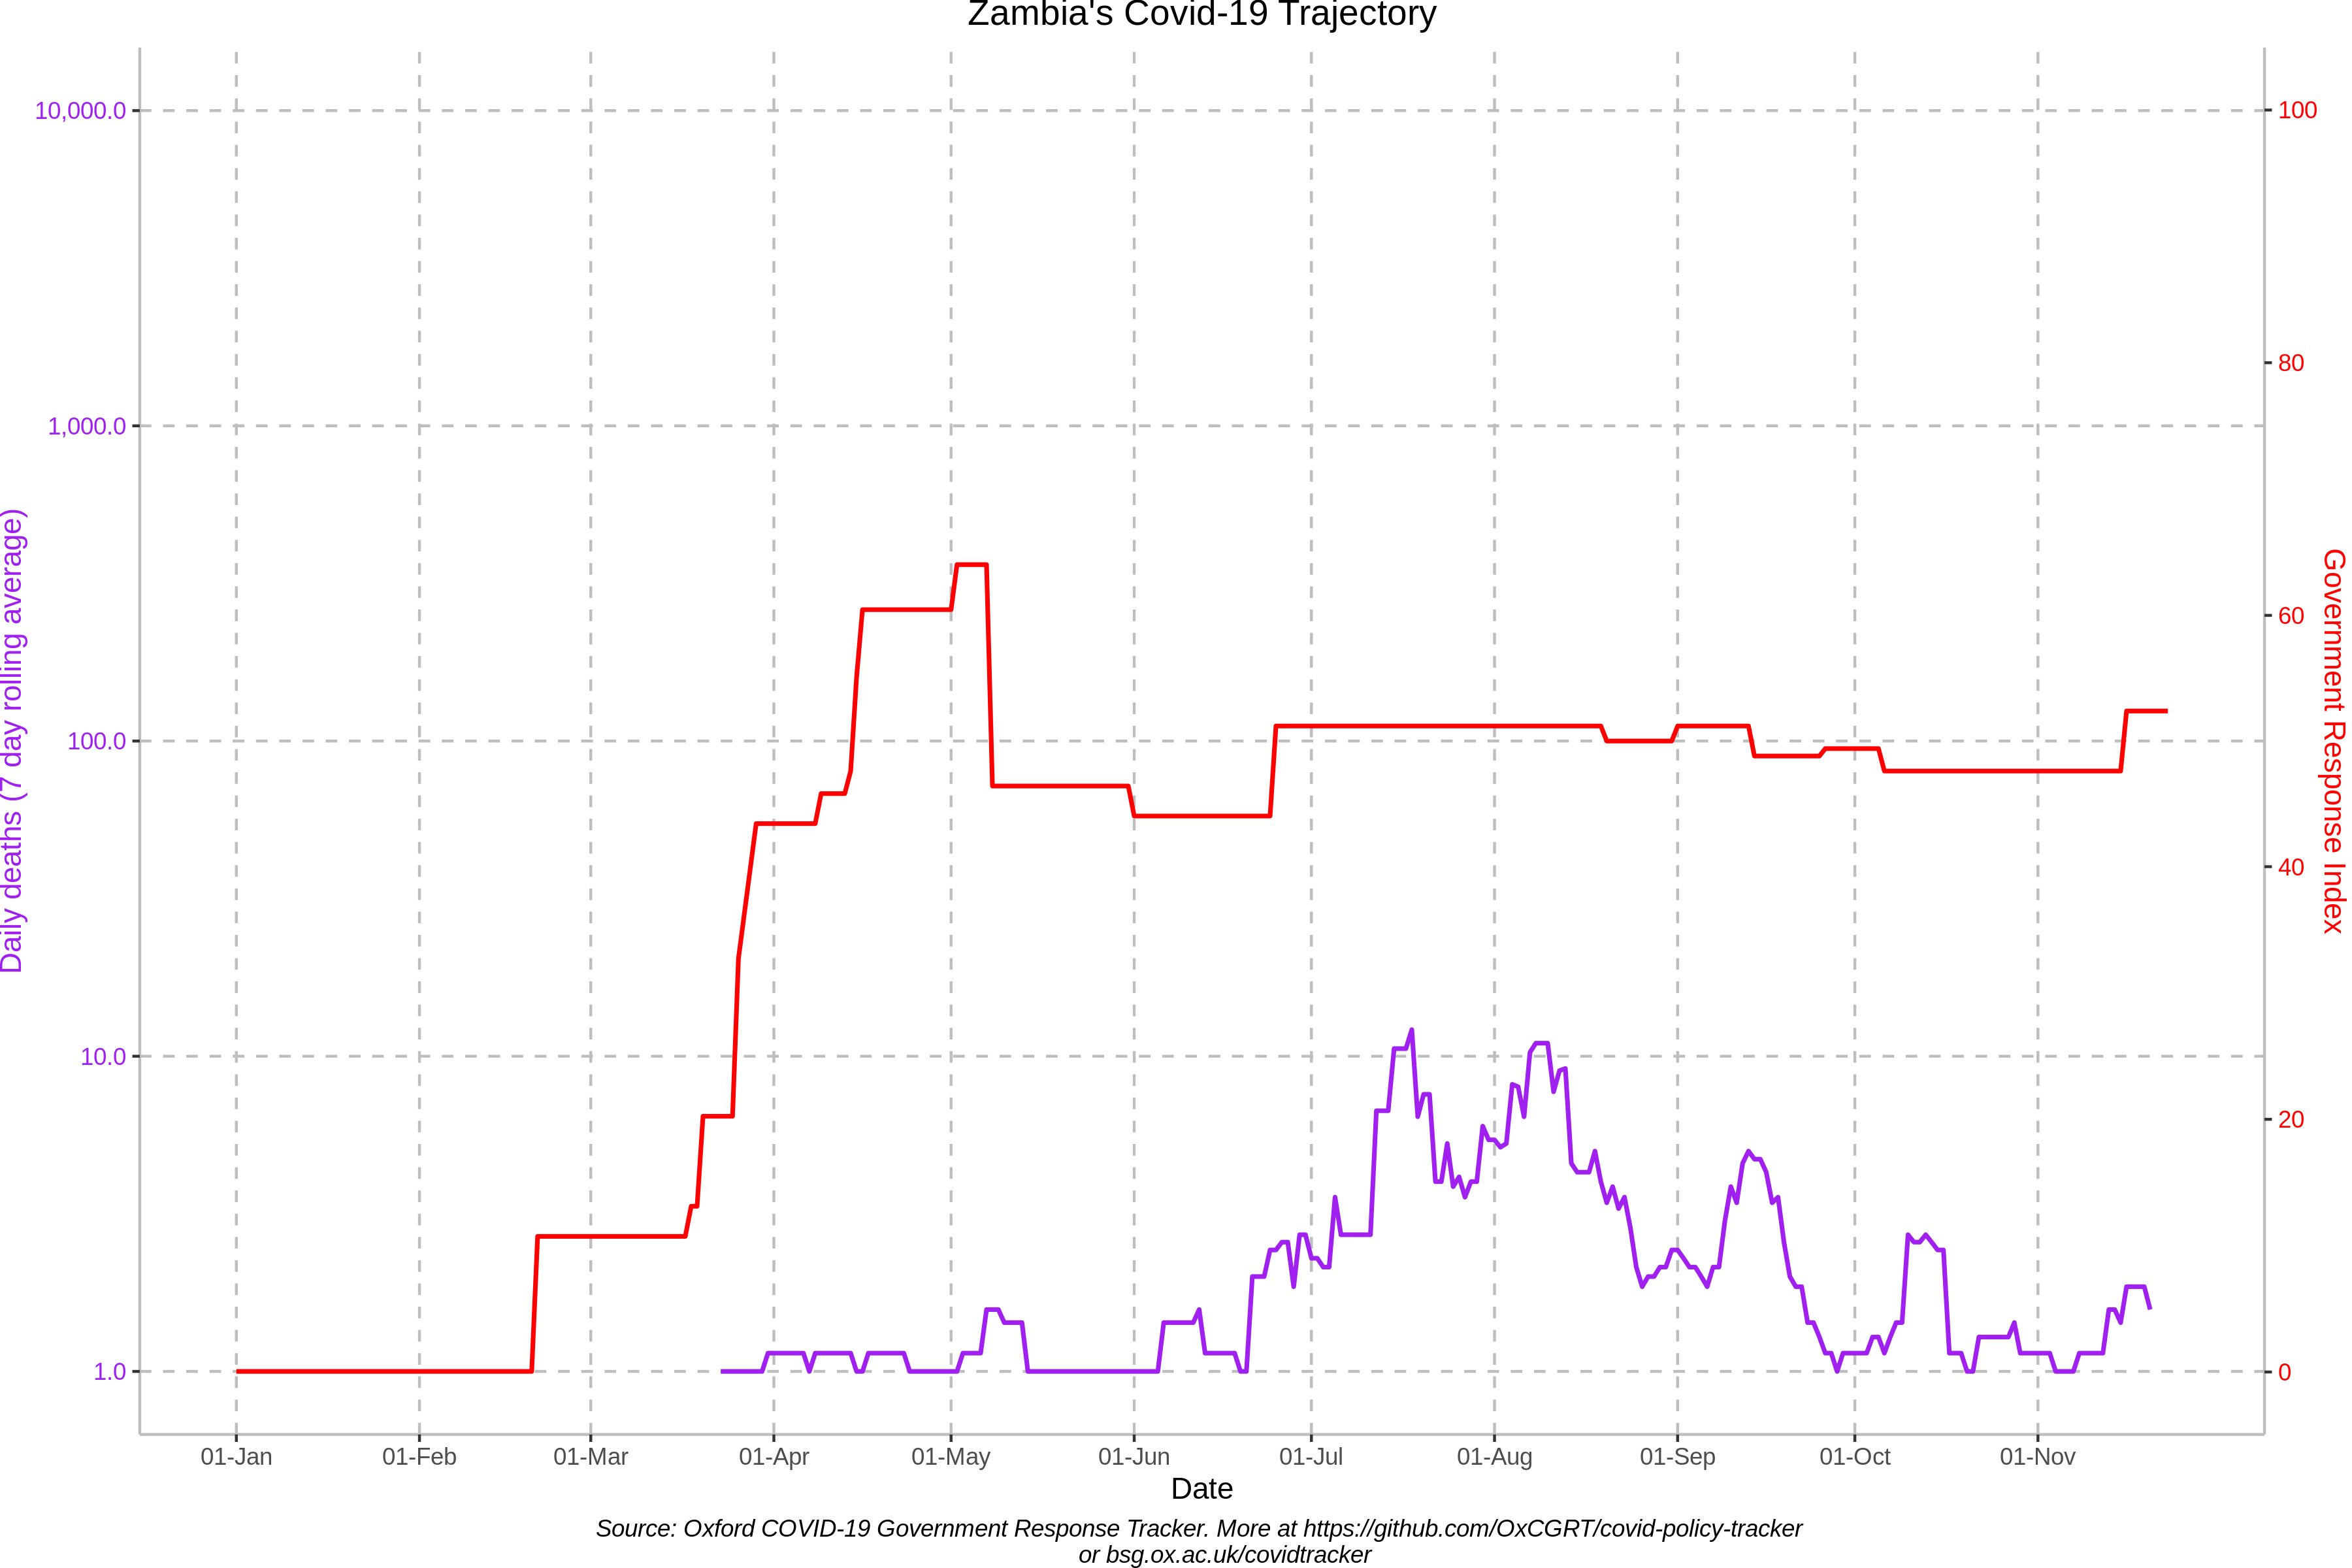 Zambia's Covid-19 Trajectory
10,000.0
1,000.0
100.0
10.0
1.0
Daily deaths (7 day rolling average)
100
80
60
40
20
0
Government Response Index
01-Jan
01-Feb
01-Mar
01-Apr
01-May
01-Jun
01-Jul
01-Aug
01-Sep
01-Oct
01-Nov
Date
Source: Oxford COVID-19 Government Response Tracker. More at https://github.com/OxCGRT/covid-policy-tracker
or bsg.ox.ac.uk/covidtracker